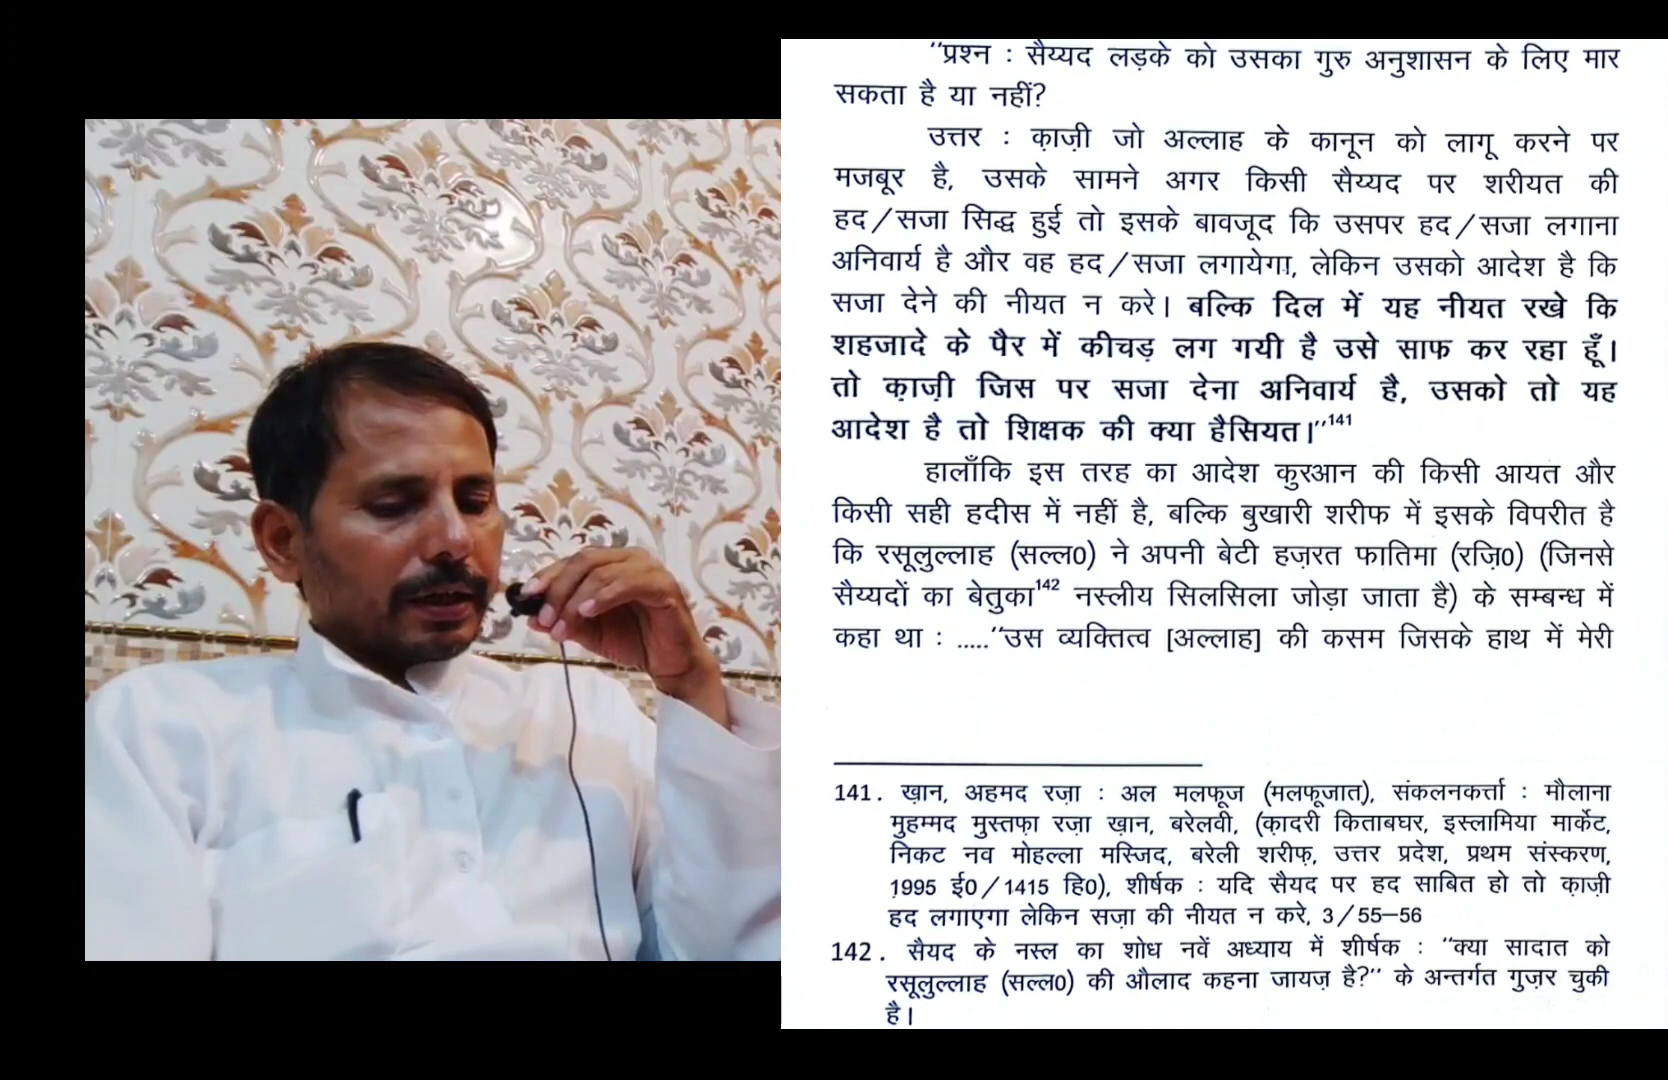 "प्रश्न : सैय्यद लड़के को उसका गुरु अनुशासन के लिए मार
सकता है या नहीं?
उत्तर : क़ाज़ी जो अल्लाह के कानून को लागू करने पर
मजबूर है, उसके सामने अगर किसी सैय्यद पर शरीयत की
हद/सजा सिद्ध हुई तो इसके बावजूद कि उसपर हद/सजा लगाना
अनिवार्य है और वह हद/सजा लगायेगा, लेकिन उसको आदेश है कि
सजा देने की नीयत न करे। बल्कि दिल में यह नीयत रखे कि
शहजादे के पैर में कीचड़ लग गयी है उसे साफ कर रहा हूँ।
तो क़ाज़ी जिस पर सजा देना अनिवार्य है, उसको तो यह
आदेश है तो शिक्षक की क्या हैसियत।"141
हालाँकि इस तरह का आदेश कुरआन की किसी आयत और
किसी सही हदीस में नहीं है, बल्कि बुखारी शरीफ में इसके विपरीत है
कि रसूलुल्लाह (सल्ल0) ने अपनी बेटी हज़रत फातिमा (रज़ि0) (जिनसे
सैय्यदों का बेतुका142 नस्लीय सिलसिला जोड़ा जाता है) के सम्बन्ध में
कहा था : ....."उस व्यक्तित्व [अल्लाह] की कसम जिसके हाथ में मेरी
141. ख़ान, अहमद रज़ा : अल मलफूज (मलफूजात), संकलनकर्त्ता : मौलाना
मुहम्मद मुस्तफ़ा रज़ा ख़ान, बरेलवी, (क़ादरी किताबघर, इस्लामिया मार्केट,
निकट नव मोहल्ला मस्जिद, बरेली शरीफ़, उत्तर प्रदेश, प्रथम संस्करण,
1995 ई0/1415 हि0), शीर्षक : यदि सैयद पर हद साबित हो तो क़ाज़ी
हद लगाएगा लेकिन सज़ा की नीयत न करे, 3/55–56
142. सैयद के नस्ल का शोध नवें अध्याय में शीर्षक : "क्या सादात को
रसूलुल्लाह (सल्ल0) की औलाद कहना जायज़ है?" के अन्तर्गत गुज़र चुकी
है।